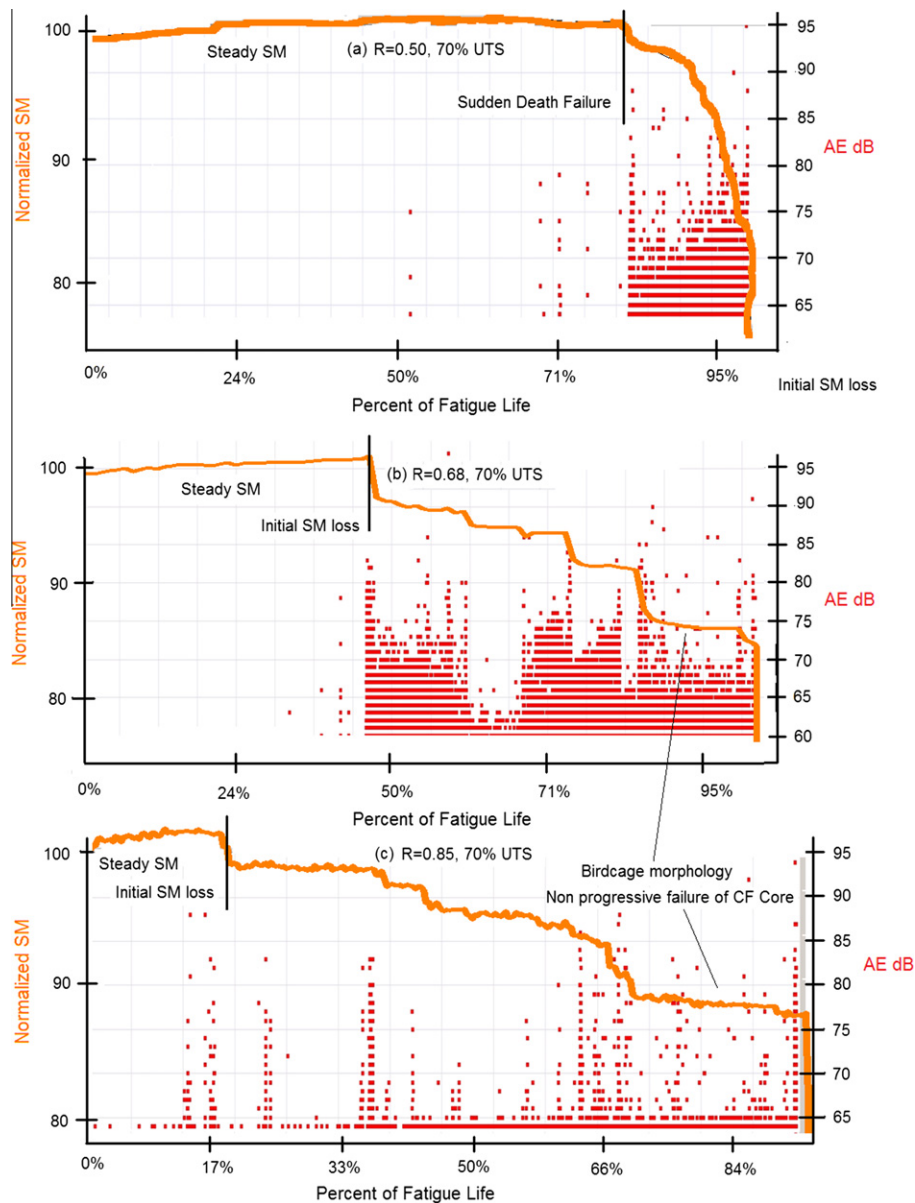 100
95
Steady SM
(a) R=0.50, 70% UTS
90
Sudden Death Failure
85
Normalized SM
AE dB
90
80
75
70
80
65
0%
24%
50%
71%
95%
Initial SM loss
Percent of Fatigue Life
100
95
Steady SM
(b) R=0.68, 70% UTS
90
Initial SM loss
85
Normalized SM
90
80
AE dB
75
70
80
65
60
0%
24%
50%
71%
95%
Percent of Fatigue Life
100
(c) R=0.85, 70% UTS
95
Steady SM
Birdcage morphology
Initial SM loss
Non progressive failure of CF Core
90
Normalized SM
85
AE dB
90
80
75
70
80
65
0%
17%
33%
50%
66%
84%
Percent of Fatigue Life